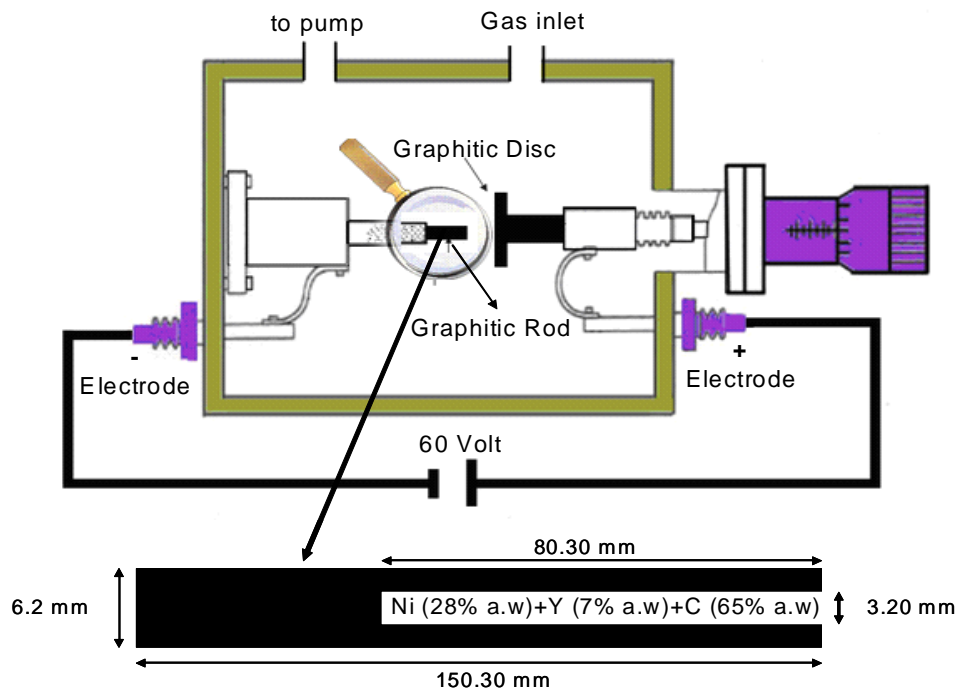 to pump
Gas inlet
Graphitic Disc
Graphitic Rod
-
Electrode
+
Electrode
60 Volt
80.30 mm
6.2 mm
Ni (28% a.w)+Y (7% a.w)+C (65% a.w)
3.20 mm
150.30 mm